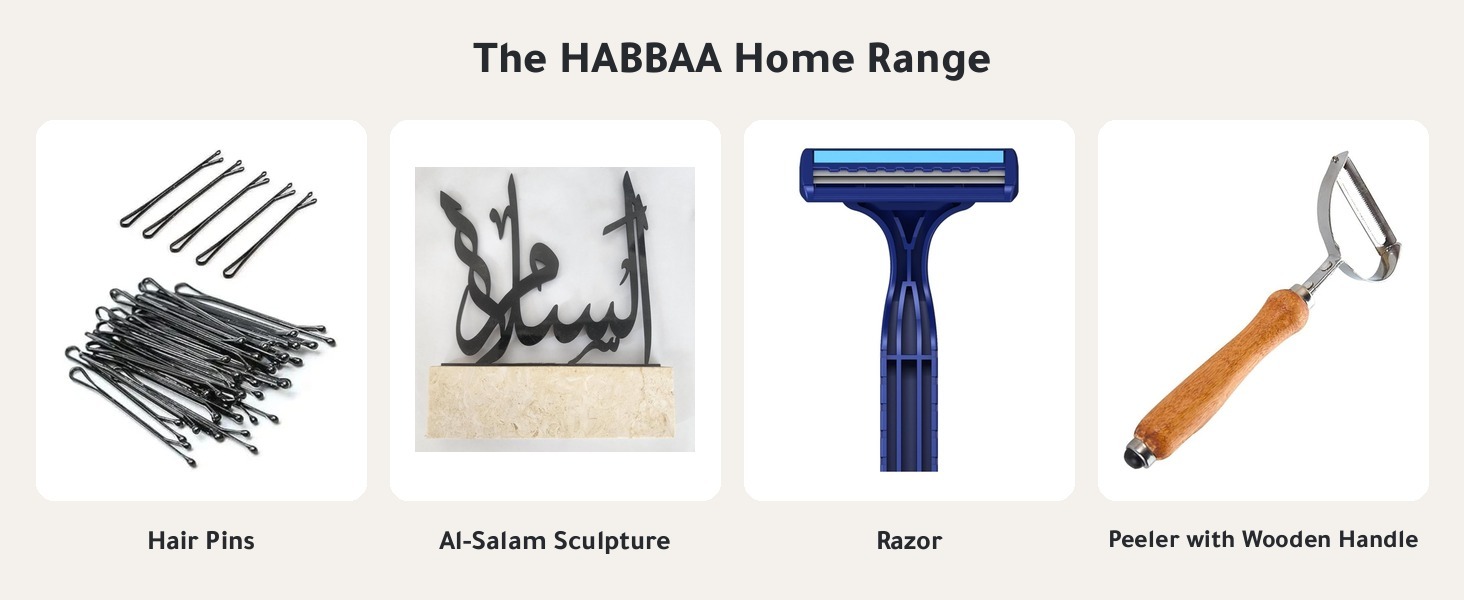 The HABBAA Home Range
السلام
Hair Pins
Al-Salam Sculpture
Razor
Peeler with Wooden Handle